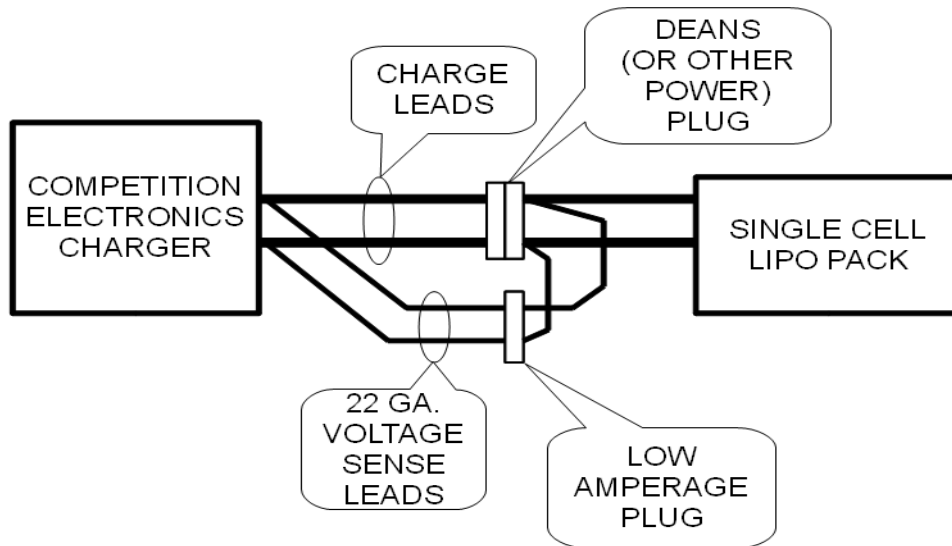 DEANS
(OR OTHER
POWER)
PLUG
CHARGE
LEADS
COMPETITION
ELECTRONICS
CHARGER
SINGLE CELL
LIPO PACK
22 GA.
VOLTAGE
SENSE
LEADS
LOW
AMPERAGE
PLUG